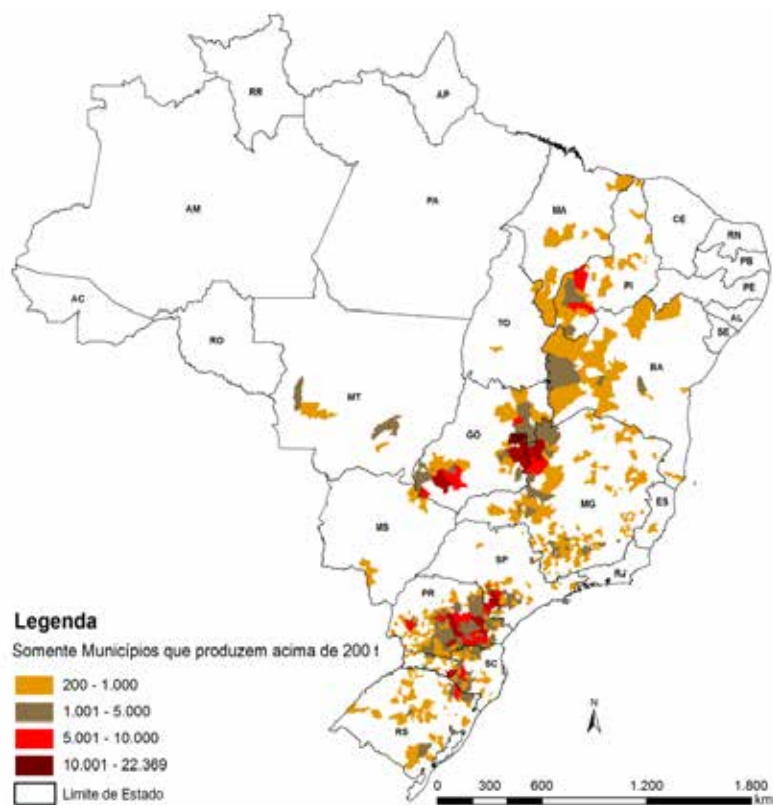 RR
AP
AM
PA
MA
CE
RN
PB
PE
AL
SE
PI
AC
RO
TO
BA
MT
GO
MG
ES
MS
SP
RJ
PR
SC
RS
Legenda
Somente Municípios que produzem acima de 200 t
200 - 1.000
1.001 - 5.000
5.001 - 10.000
10.001 - 22.369
Limite de Estado
N
0 300 600 1.200 1.800
km